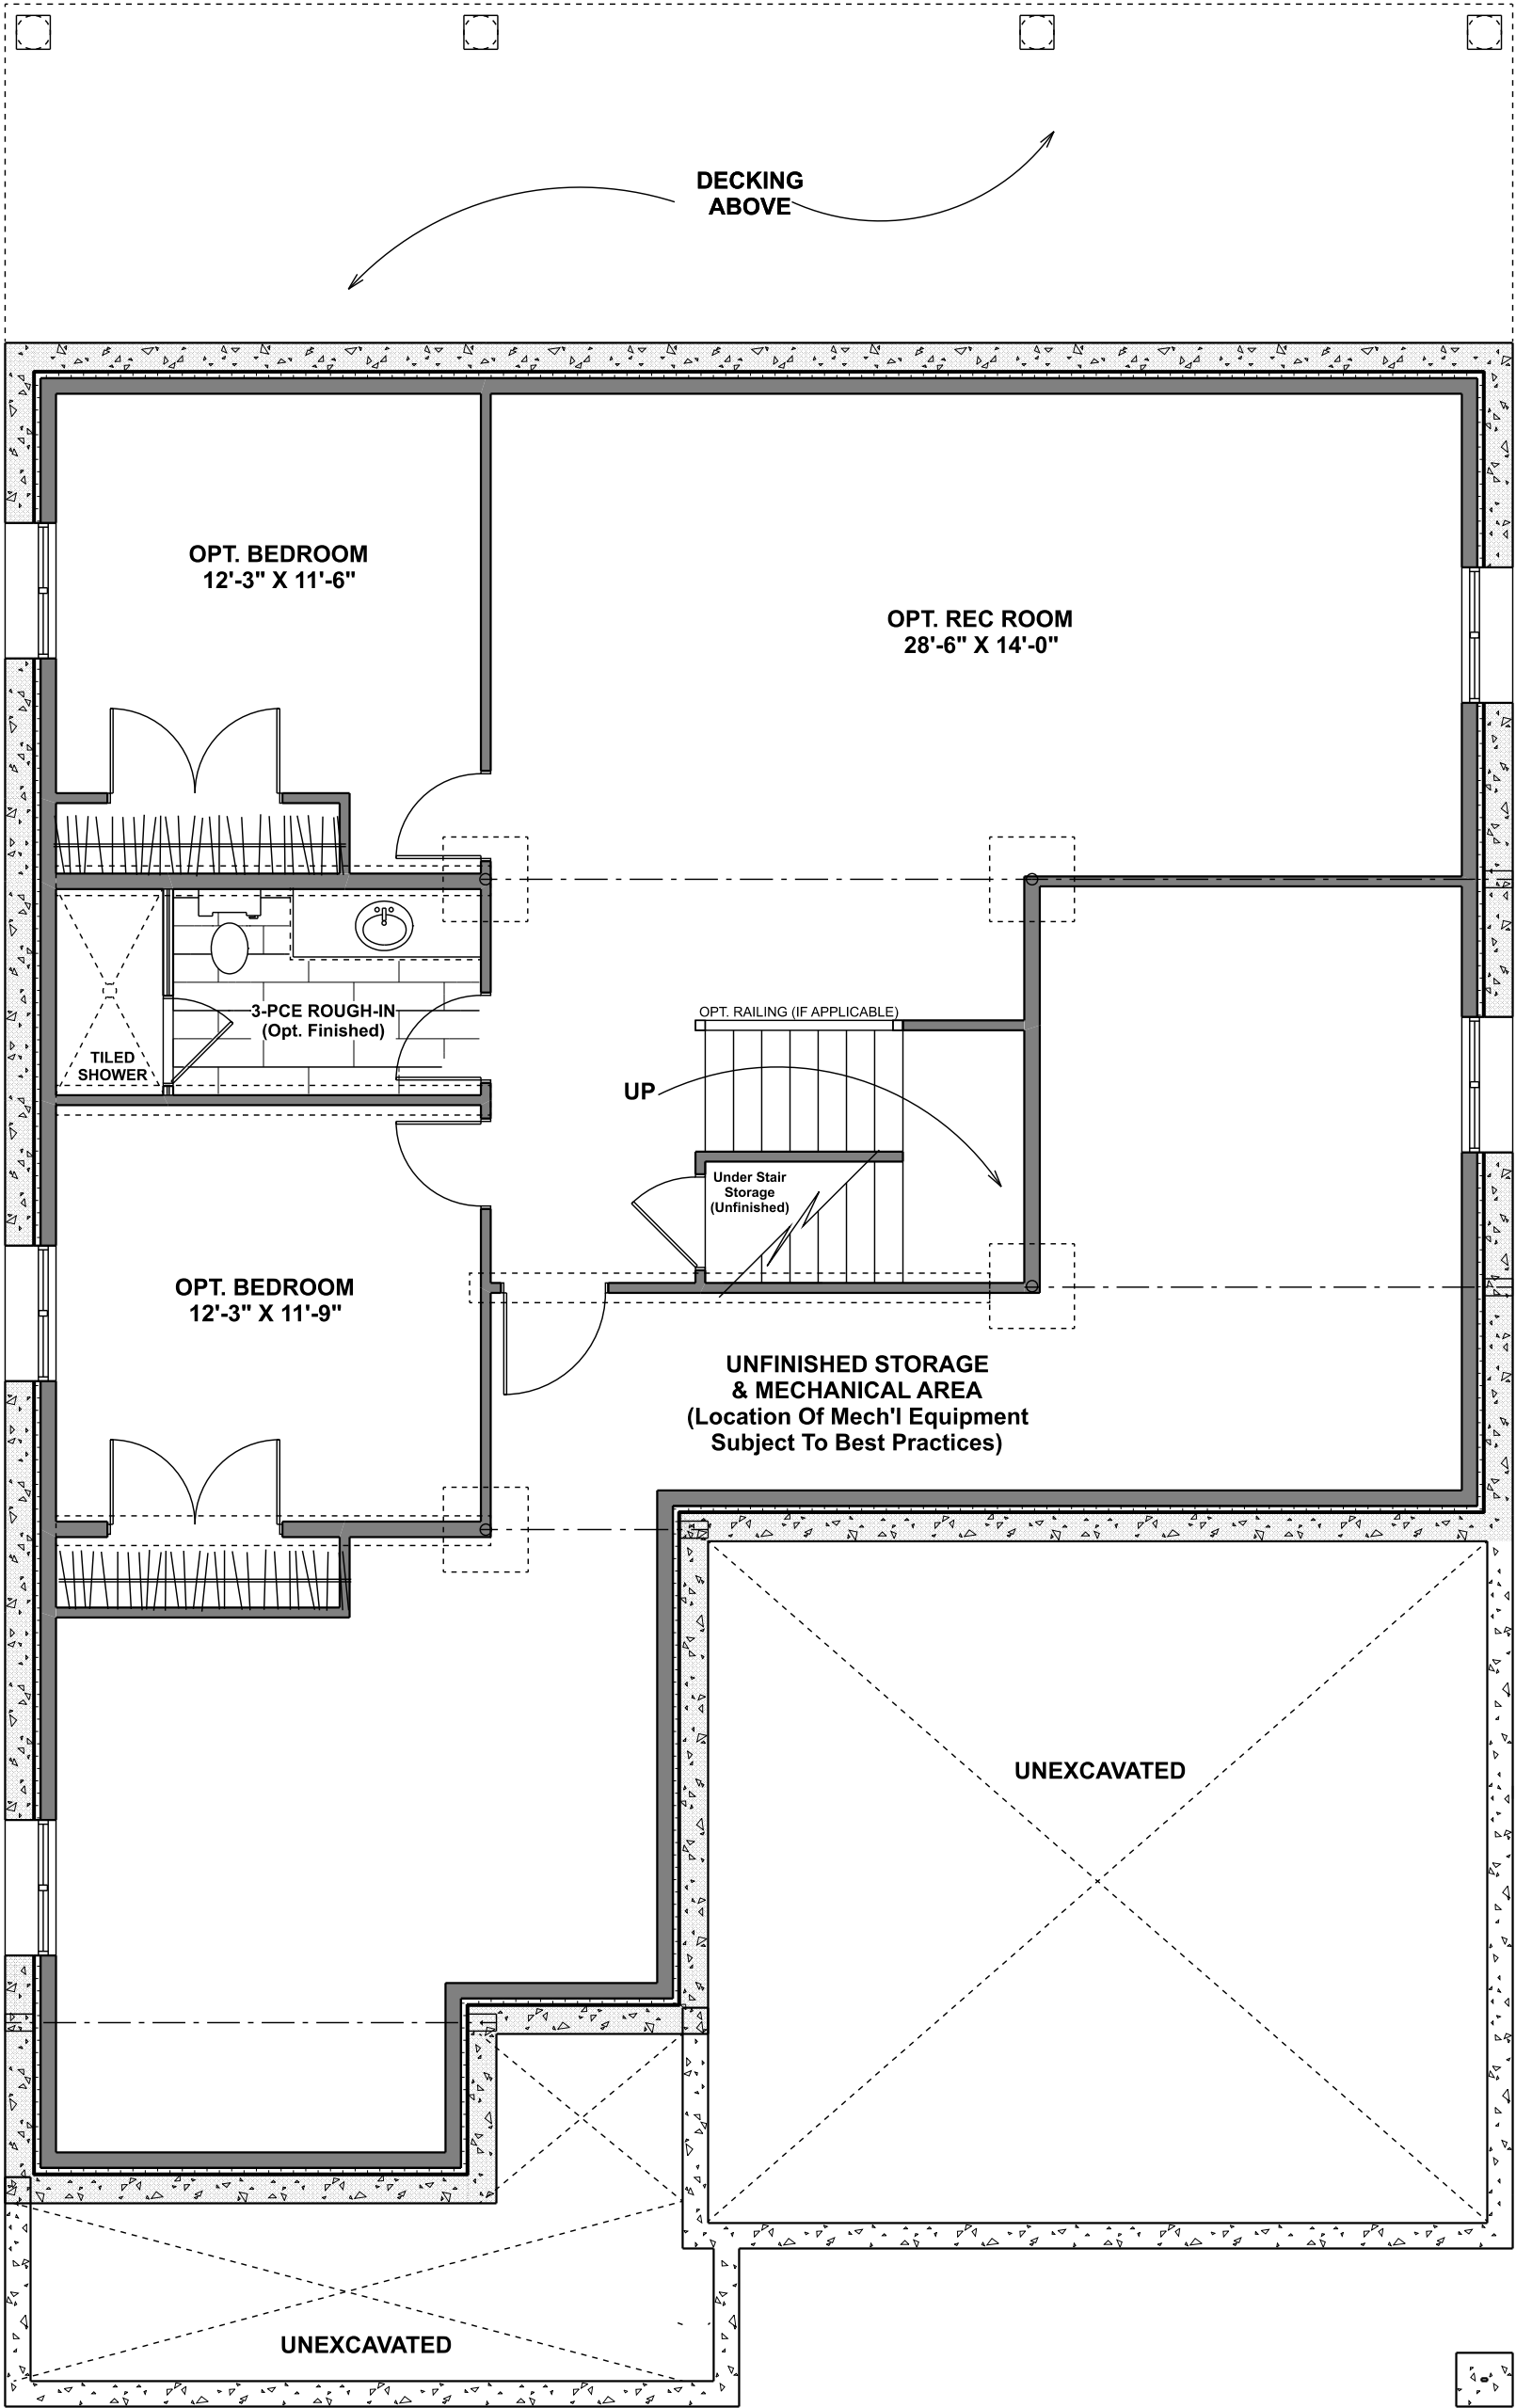 DECKING
ABOVE
OPT. BEDROOM
12'-3" X 11'-6"
OPT. REC ROOM
28'-6" X 14'-0"
3-PCE ROUGH-IN
(Opt. Finished)
TILED
SHOWER
OPT. RAILING (IF APPLICABLE)
UP
Under Stair
Storage
(Unfinished)
OPT. BEDROOM
12'-3" X 11'-9"
UNFINISHED STORAGE
& MECHANICAL AREA
(Location Of Mech'l Equipment
Subject To Best Practices)
UNEXCAVATED
UNEXCAVATED